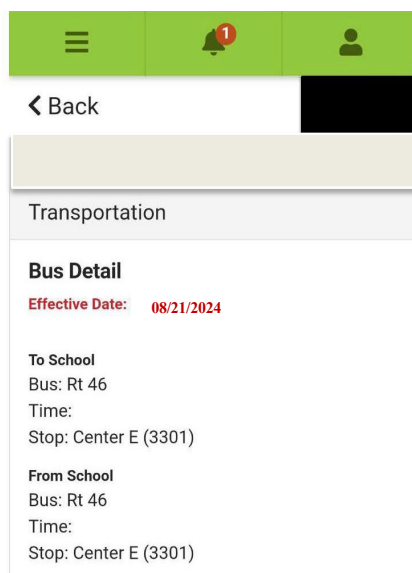 1
Back
Transportation
Bus Detail
Effective Date: 08/21/2024
To School
Bus: Rt 46
Time:
Stop: Center E (3301)
From School
Bus: Rt 46
Time:
Stop: Center E (3301)